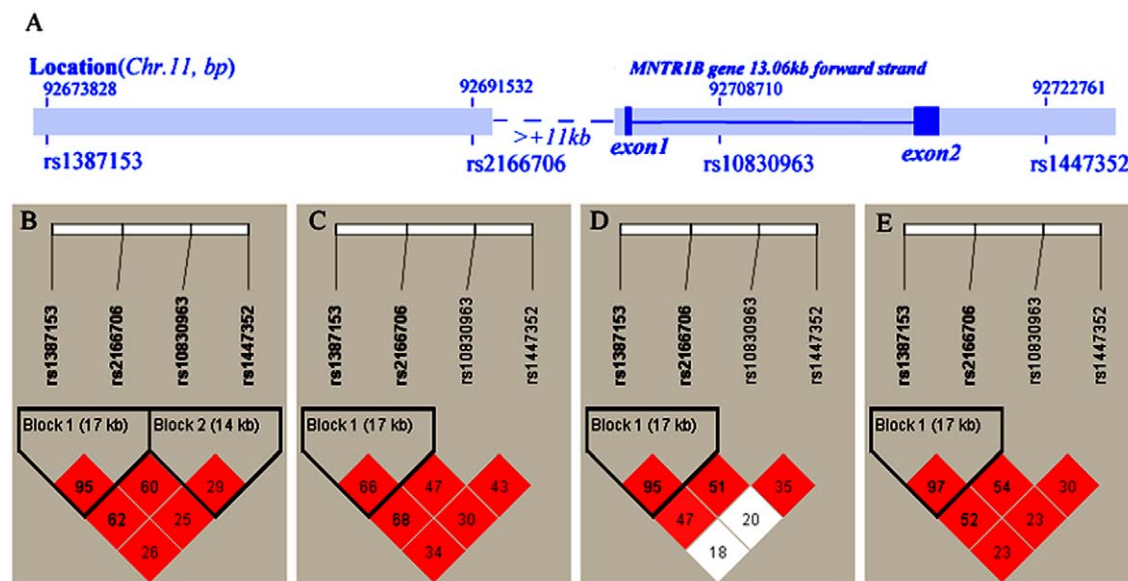 A
Location(Chr.11, bp)
MNTR1B gene 13.06kb forward strand
92673828 92691532 92708710 92722761
>+11kb
exon1 exon2
rs1387153 rs2166706 rs10830963 rs1447352
B C D E
rs1387153 rs2166706 rs10830963 rs1447352 rs1387153 rs2166706 rs10830963 rs1447352 rs1387153 rs2166706 rs10830963 rs1447352 rs1387153 rs2166706 rs10830963 rs1447352
Block 1 (17 kb) Block 2 (14 kb) Block 1 (17 kb) Block 1 (17 kb) Block 1 (17 kb)
95 60 29 66 47 43 95 51 35 97 54 30
62 25 68 30 47 20 52 23
26 34 18 23